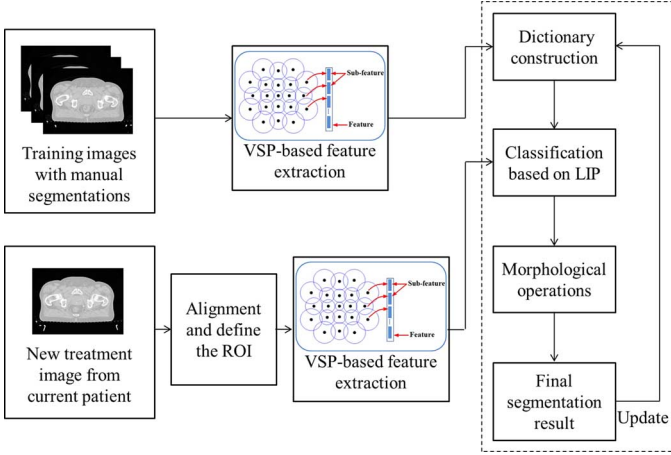 Sub-feature
Feature
Training images
with manual
segmentations
VSP-based feature
extraction
Dictionary
construction
Classification
based on LIP
Morphological
operations
Final
segmentation
result
Update
New treatment
image from
current patient
Alignment
and define
the ROI
Sub-feature
Feature
VSP-based feature
extraction